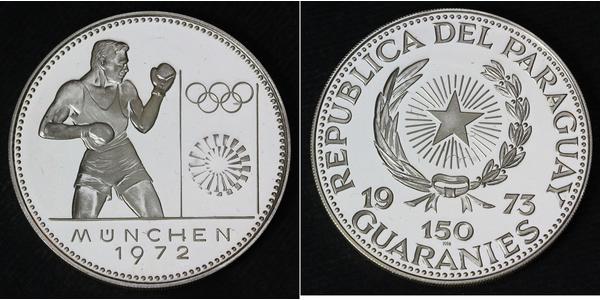 MÜNCHEN
1972
REPUBLICA DEL PARAGUAY
19 73
150
GUARANIES